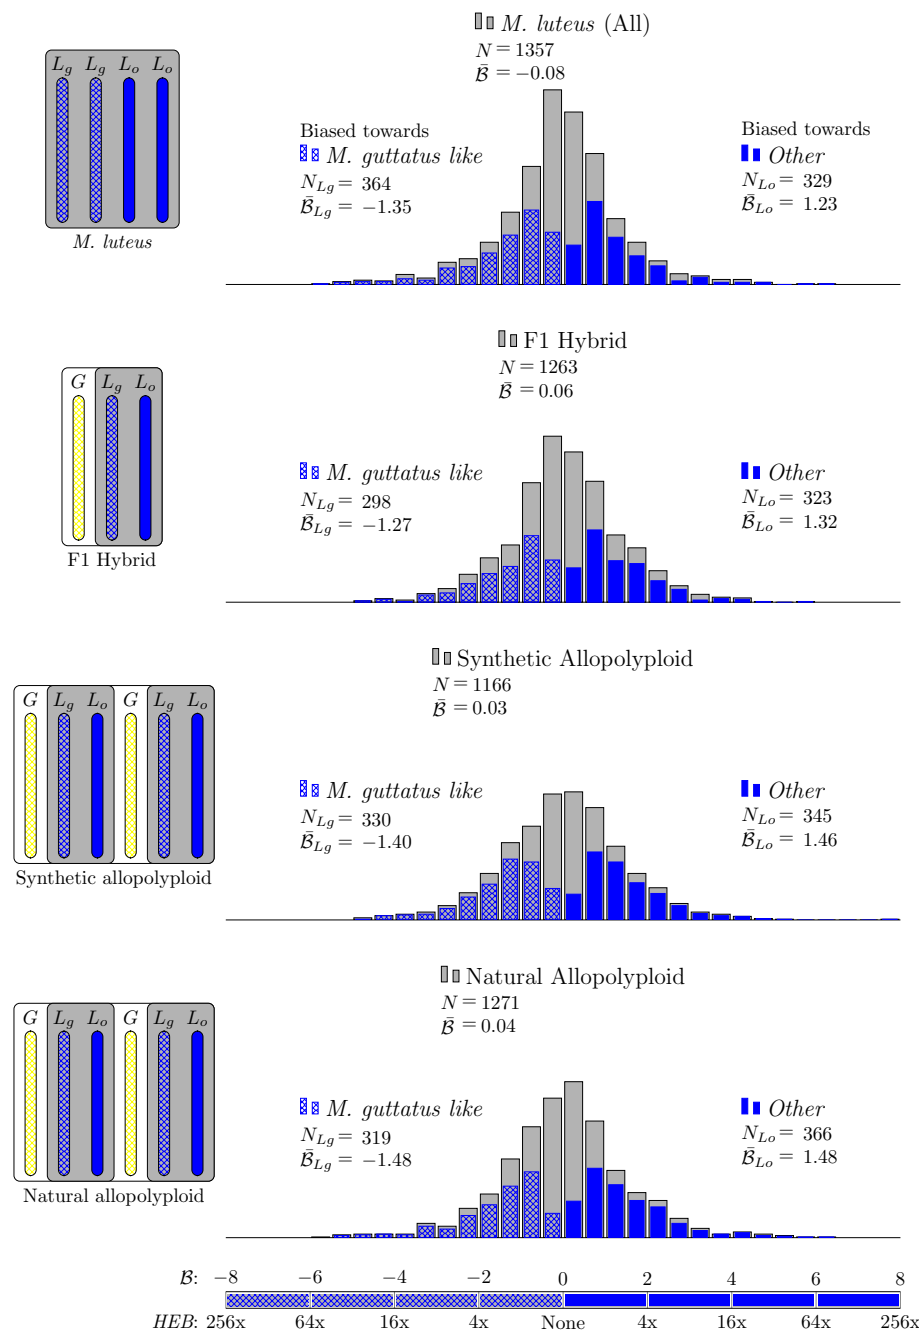 M. luteus (All)
N = 1357
B̄ = −0.08
L_g L_g L_o L_o
M. luteus
Biased towards
M. guttatus like
N_Lg = 364
B̄_Lg = −1.35
Biased towards
Other
N_Lo = 329
B̄_Lo = 1.23
F1 Hybrid
N = 1263
B̄ = 0.06
G L_g L_o
F1 Hybrid
M. guttatus like
N_Lg = 298
B̄_Lg = −1.27
Other
N_Lo = 323
B̄_Lo = 1.32
Synthetic Allopolyploid
N = 1166
B̄ = 0.03
G L_g L_o G L_g L_o
Synthetic allopolyploid
M. guttatus like
N_Lg = 330
B̄_Lg = −1.40
Other
N_Lo = 345
B̄_Lo = 1.46
Natural Allopolyploid
N = 1271
B̄ = 0.04
G L_g L_o G L_g L_o
Natural allopolyploid
M. guttatus like
N_Lg = 319
B̄_Lg = −1.48
Other
N_Lo = 366
B̄_Lo = 1.48
B: −8 −6 −4 −2 0 2 4 6 8
HEB: 256x 64x 16x 4x None 4x 16x 64x 256x